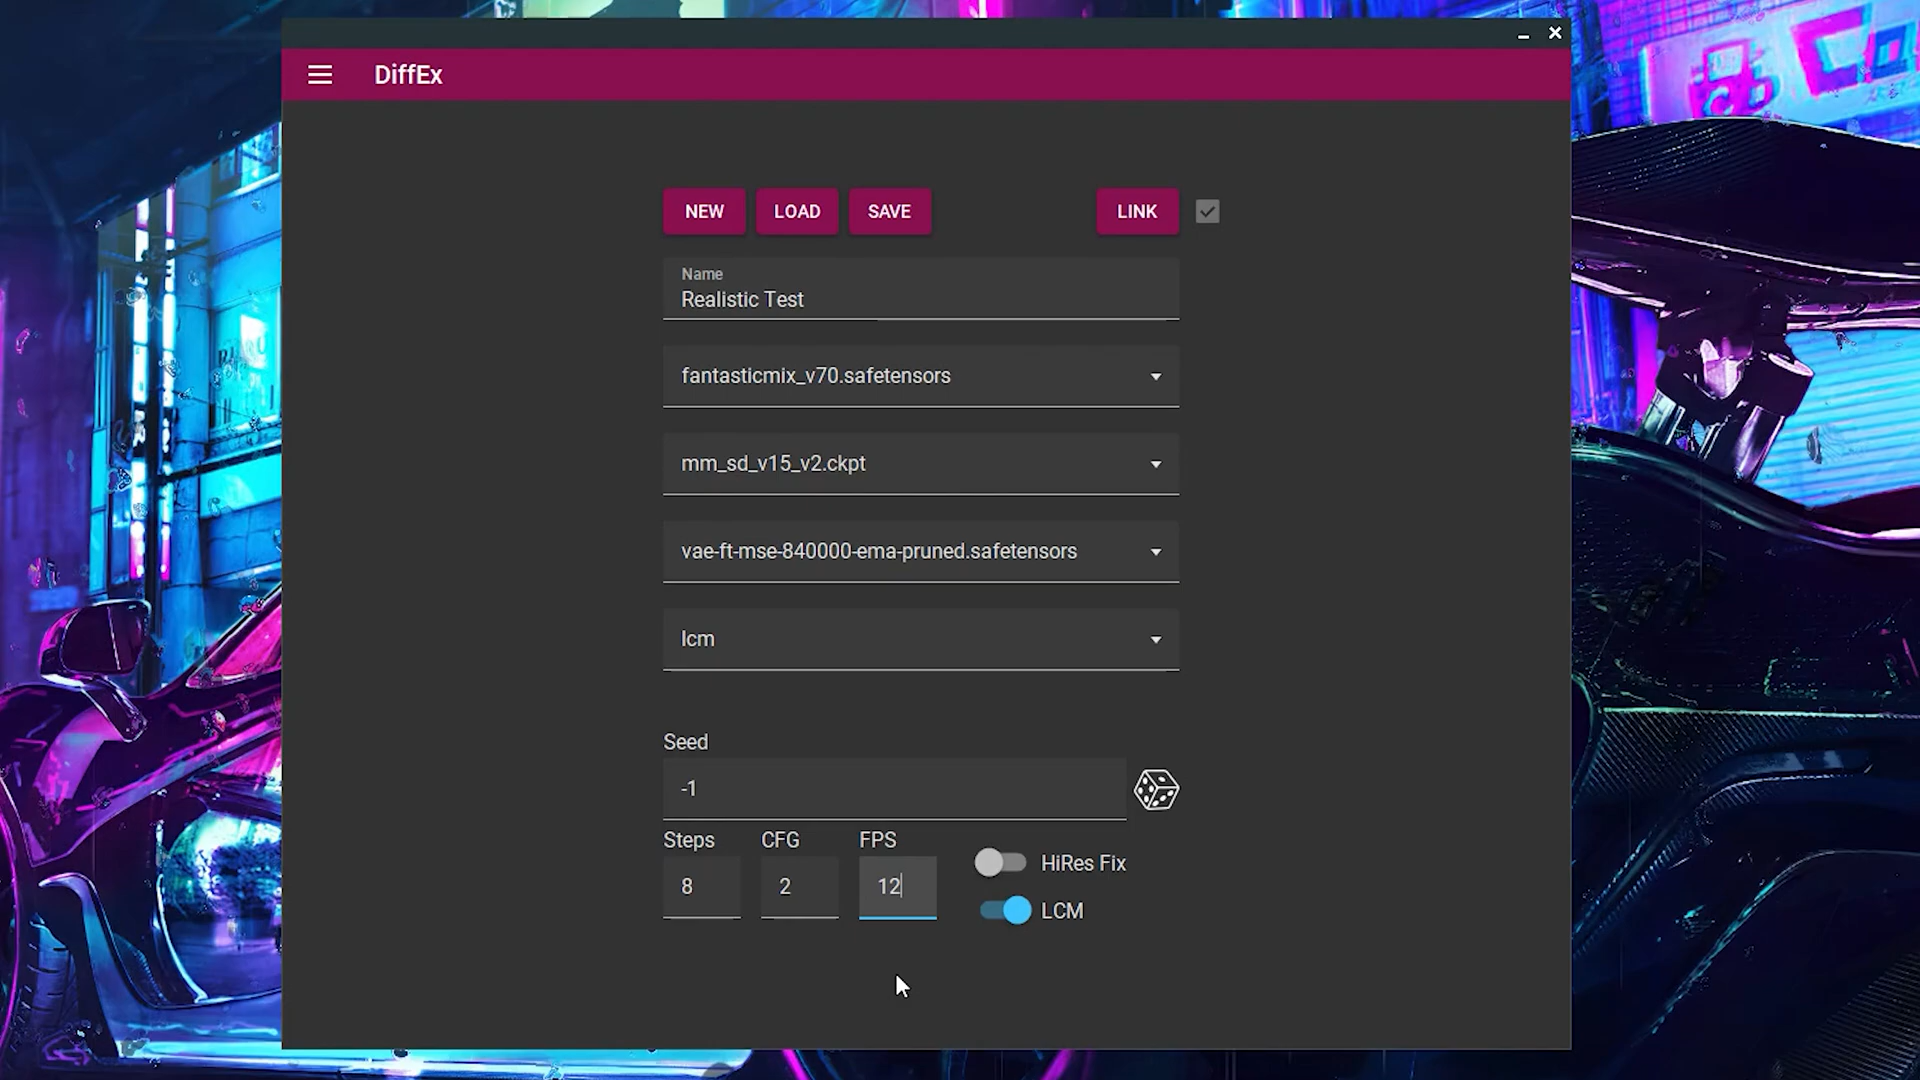 DiffEx
NEW LOAD SAVE LINK
Name
Realistic Test
fantasticmix_v70.safetensors
mm_sd_v15_v2.ckpt
vae-ft-mse-840000-ema-pruned.safetensors
lcm
Seed
-1
Steps CFG FPS
HiRes Fix
8 2 12
LCM